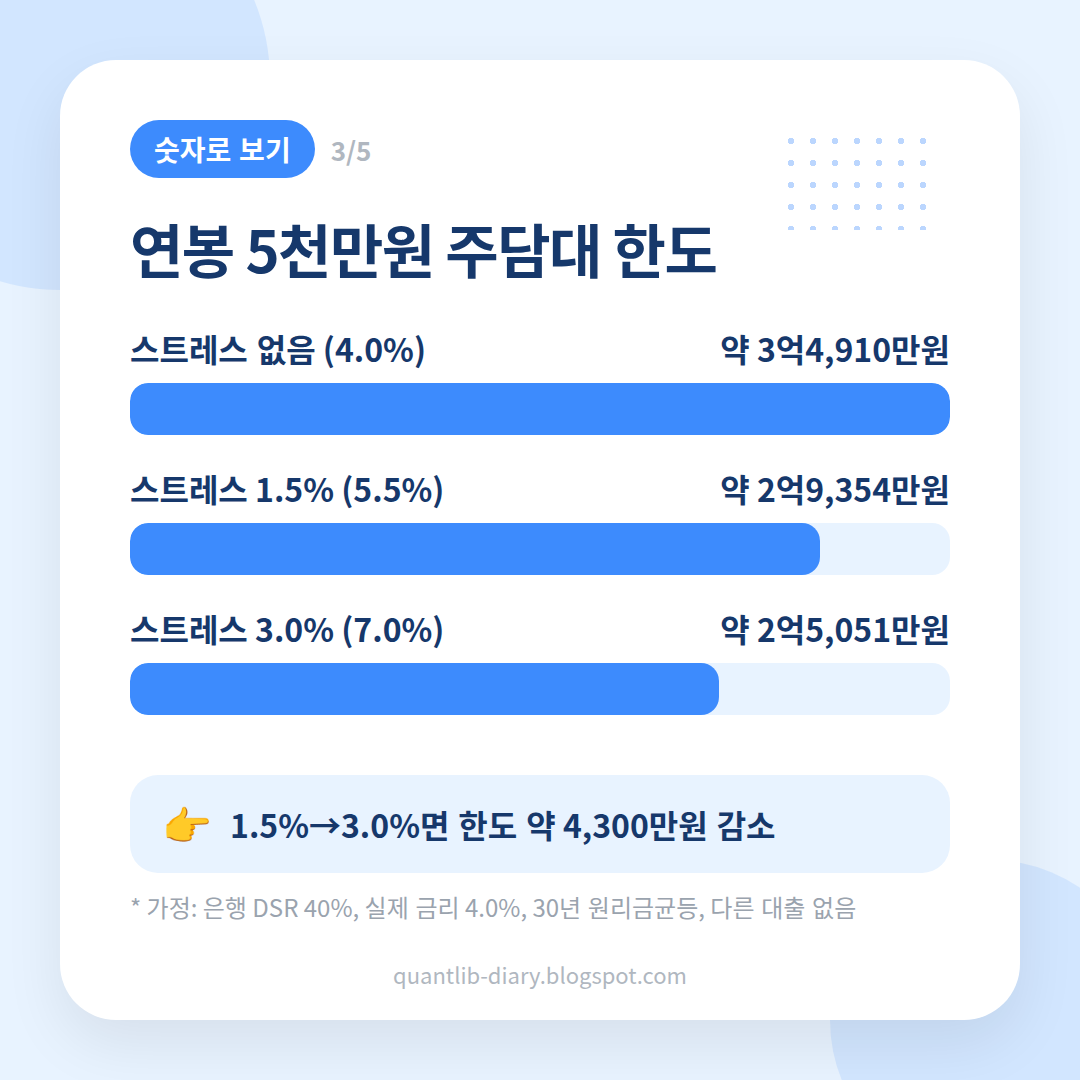 숫자로 보기 3/5
연봉 5천만원 주담대 한도
스트레스 없음 (4.0%) 약 3억4,910만원
스트레스 1.5% (5.5%) 약 2억9,354만원
스트레스 3.0% (7.0%) 약 2억5,051만원
👉 1.5%→3.0%면 한도 약 4,300만원 감소
* 가정: 은행 DSR 40%, 실제 금리 4.0%, 30년 원리금균등, 다른 대출 없음
quantlib-diary.blogspot.com